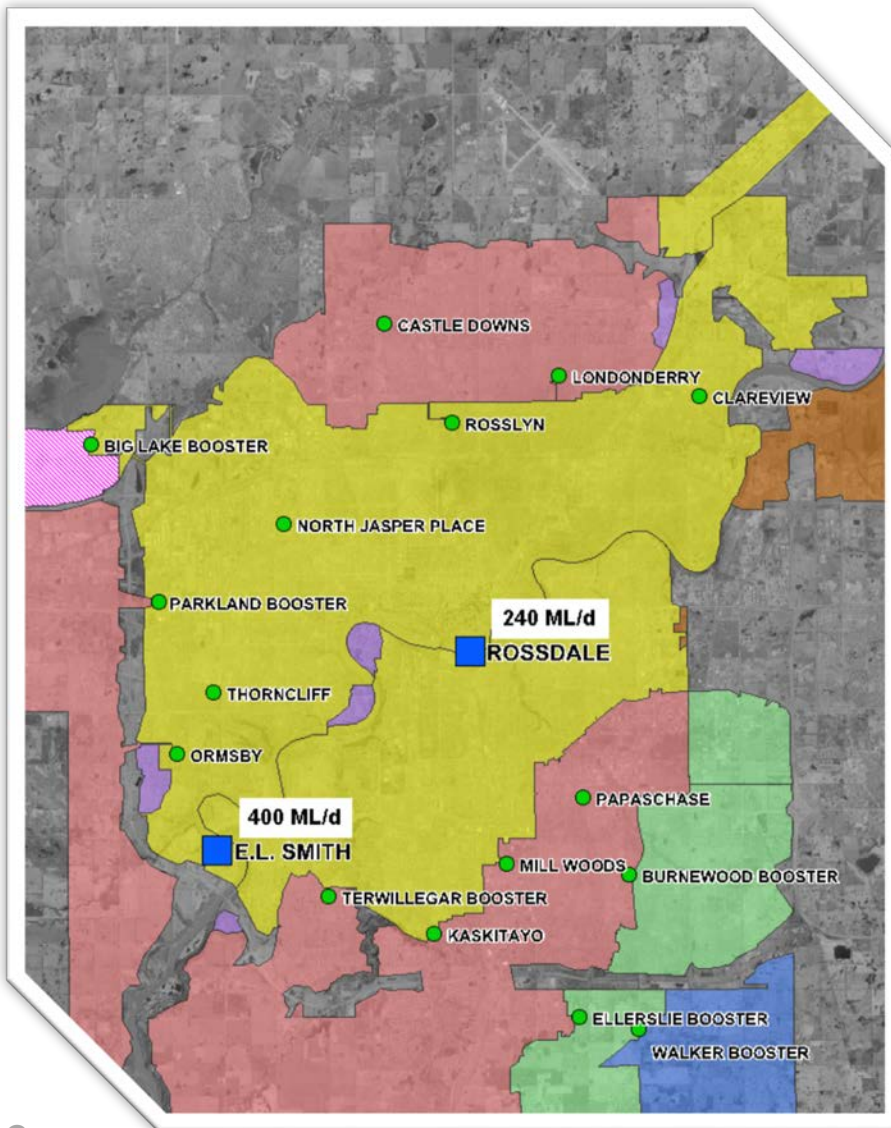 CASTLE DOWNS
LONDONDERRY
CLAREVIEW
ROSSLYN
BIG LAKE BOOSTER
NORTH JASPER PLACE
PARKLAND BOOSTER
240 ML/d
ROSSDALE
THORNCLIFF
ORMSBY
PAPASCHASE
400 ML/d
E.L. SMITH
MILL WOODS
BURNEWOOD BOOSTER
TERWILLEGAR BOOSTER
KASKITAYO
ELLERSLIE BOOSTER
WALKER BOOSTER